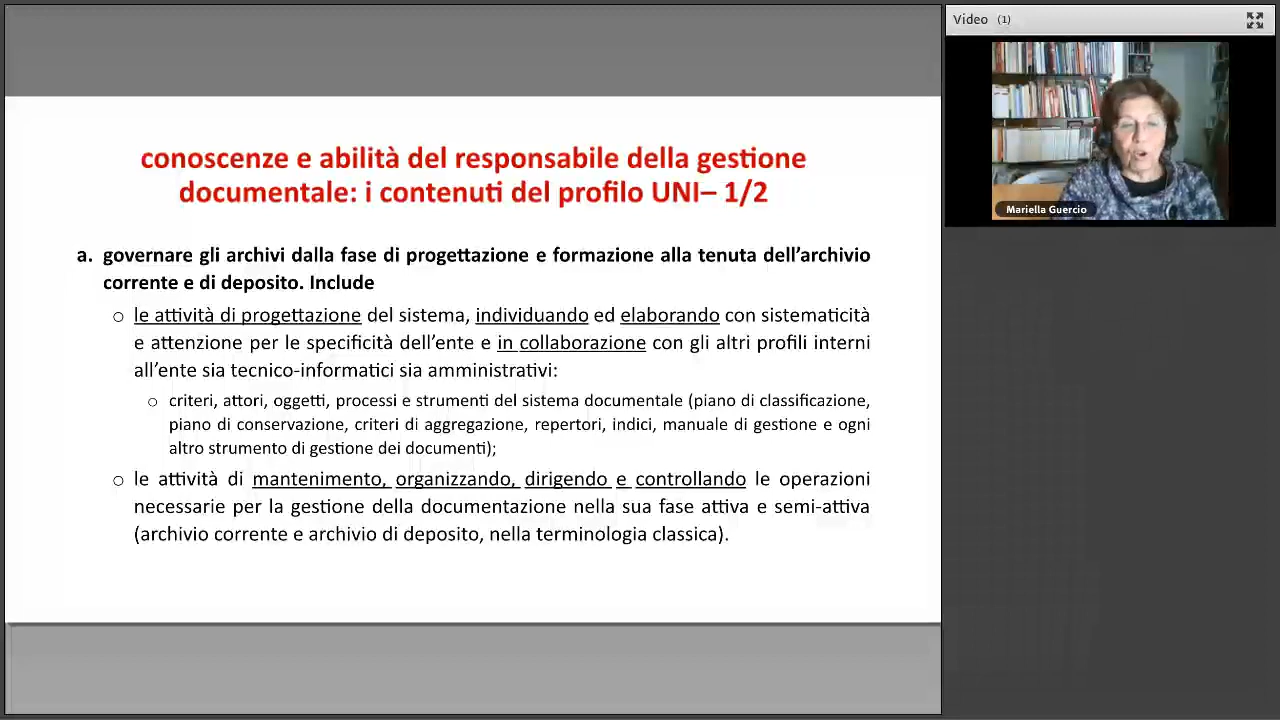 Video (1)
Mariella Guercio
conoscenze e abilità del responsabile della gestione
documentale: i contenuti del profilo UNI– 1/2
a. governare gli archivi dalla fase di progettazione e formazione alla tenuta dell'archivio
corrente e di deposito. Include
○ le attività di progettazione del sistema, individuando ed elaborando con sistematicità
e attenzione per le specificità dell'ente e in collaborazione con gli altri profili interni
all'ente sia tecnico-informatici sia amministrativi:
○ criteri, attori, oggetti, processi e strumenti del sistema documentale (piano di classificazione,
piano di conservazione, criteri di aggregazione, repertori, indici, manuale di gestione e ogni
altro strumento di gestione dei documenti);
○ le attività di mantenimento, organizzando, dirigendo e controllando le operazioni
necessarie per la gestione della documentazione nella sua fase attiva e semi-attiva
(archivio corrente e archivio di deposito, nella terminologia classica).